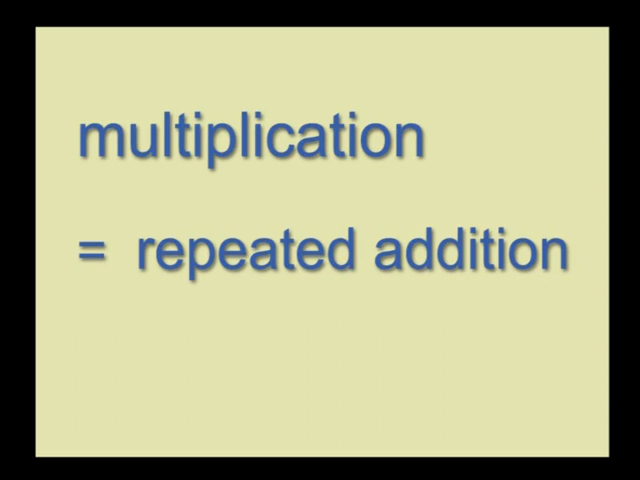 multiplication
= repeated addition